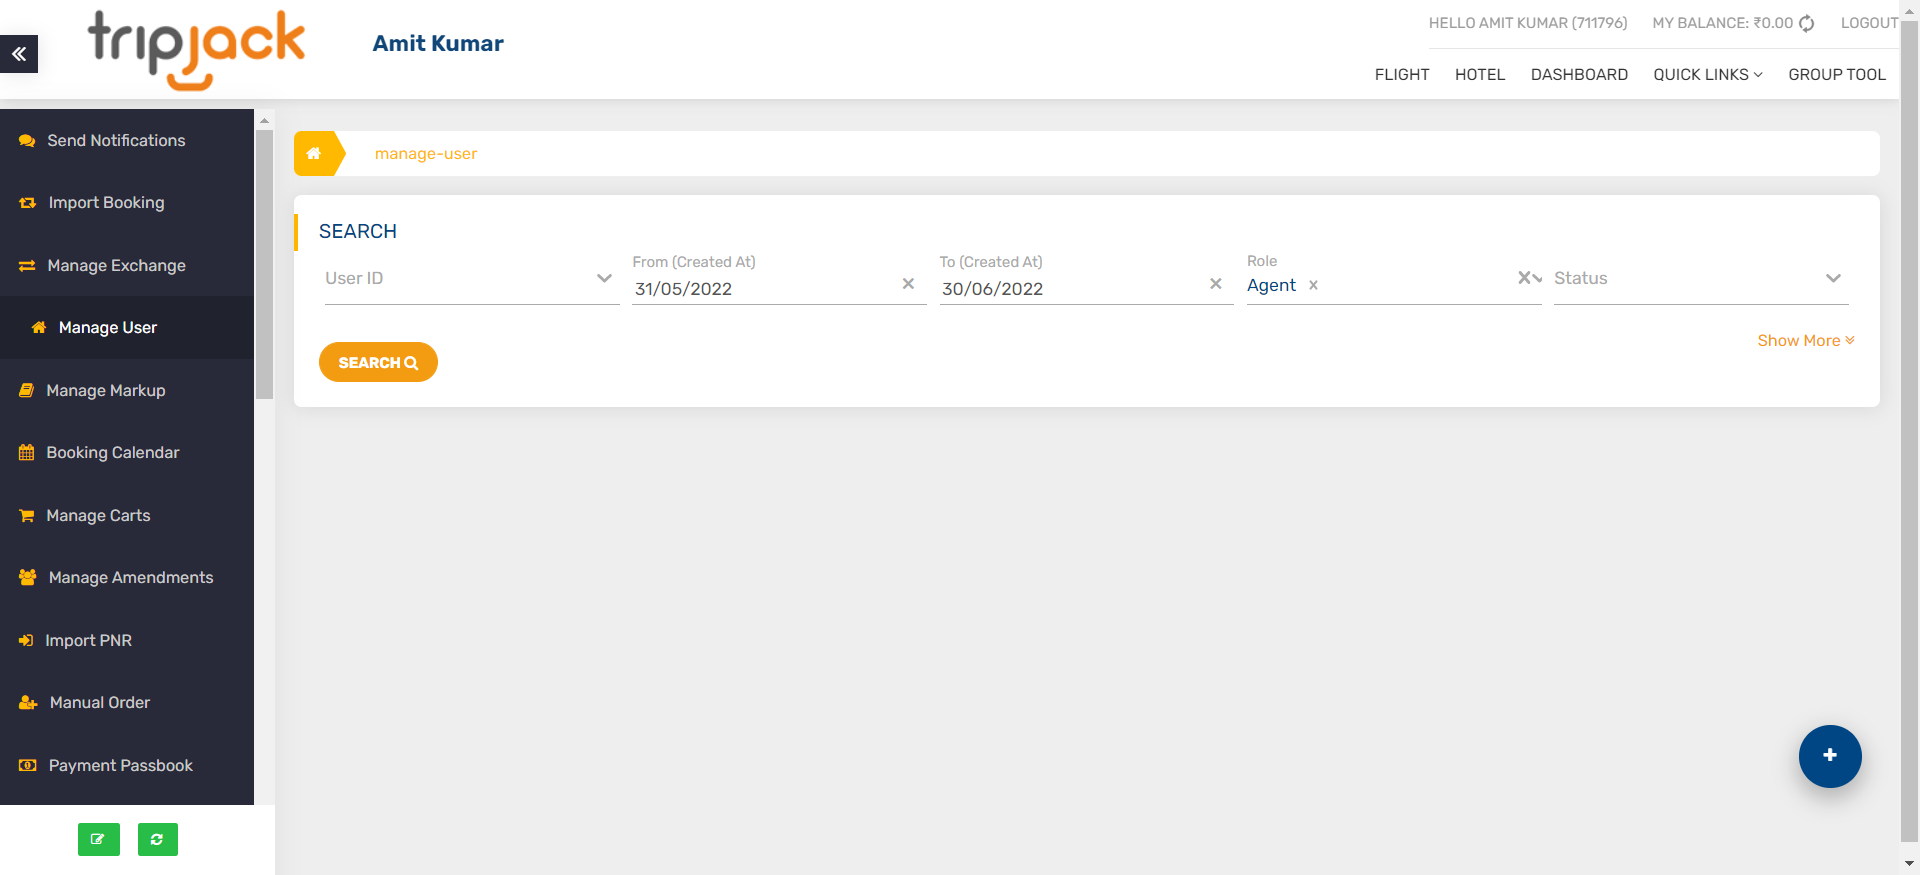 tripjack
Amit Kumar
HELLO AMIT KUMAR (711796)
MY BALANCE: ₹0.00
LOGOUT
FLIGHT
HOTEL
DASHBOARD
QUICK LINKS
GROUP TOOL
Send Notifications
Import Booking
Manage Exchange
Manage User
Manage Markup
Booking Calendar
Manage Carts
Manage Amendments
Import PNR
Manual Order
Payment Passbook
manage-user
SEARCH
User ID
From (Created At)
31/05/2022
To (Created At)
30/06/2022
Role
Agent
Status
Show More
SEARCH